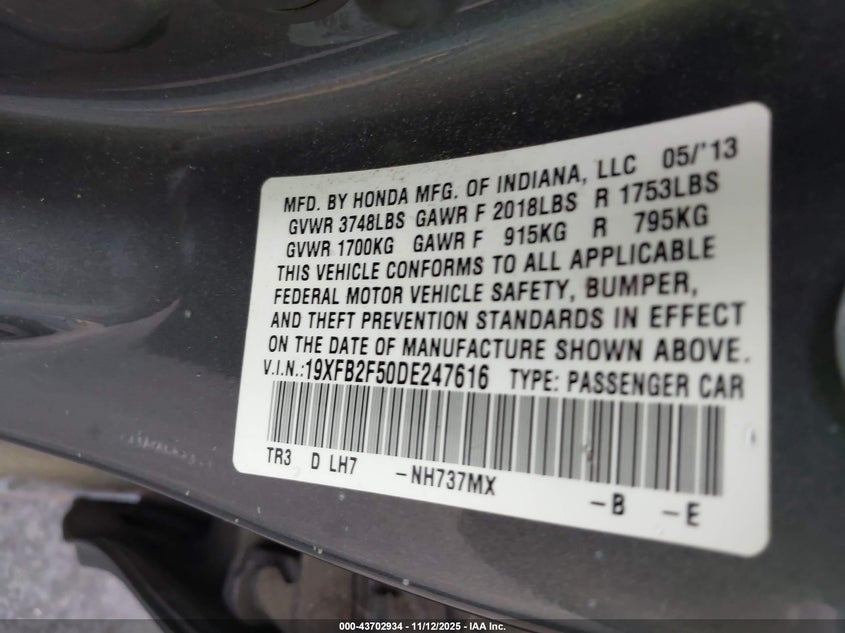 MFD. BY HONDA MFG. OF INDIANA, LLC 05/'13
GVWR 3748LBS GAWR F 2018LBS R 1753LBS
GVWR 1700KG GAWR F 915KG R 795KG
THIS VEHICLE CONFORMS TO ALL APPLICABLE
FEDERAL MOTOR VEHICLE SAFETY, BUMPER,
AND THEFT PREVENTION STANDARDS IN EFFECT
ON THE DATE OF MANUFACTURE SHOWN ABOVE.
V.I.N.:19XFB2F50DE247616 TYPE: PASSENGER CAR
TR3 D LH7 -NH737MX -B -E
000-43702934 - 11/12/2025 - IAA Inc.